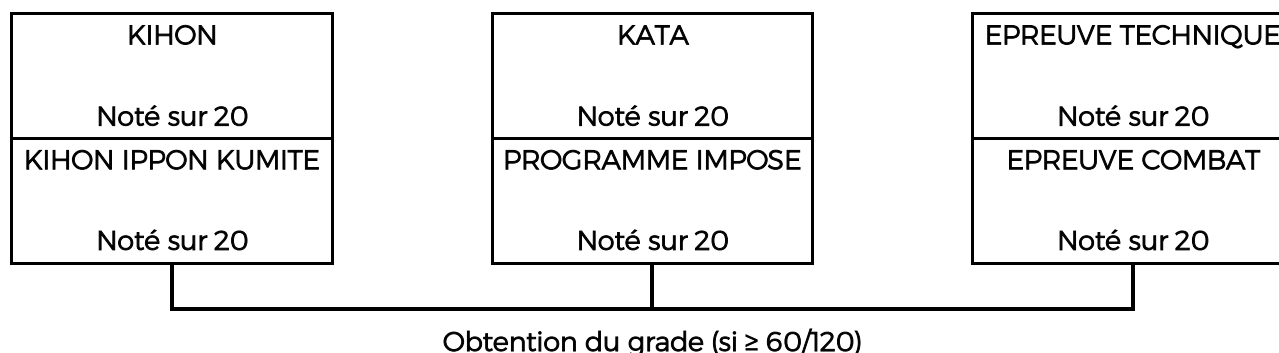 KIHON
Noté sur 20
KIHON IPPON KUMITE
Noté sur 20
KATA
Noté sur 20
PROGRAMME IMPOSE
Noté sur 20
EPREUVE TECHNIQUE
Noté sur 20
EPREUVE COMBAT
Noté sur 20
Obtention du grade (si ≥ 60/120)